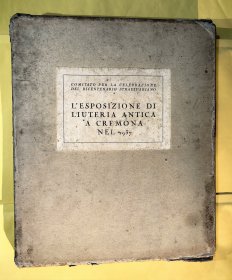 COMITATO PER LA CELEBRAZIONE
DEL BICENTENARIO STRADIVARIANO
L'ESPOSIZIONE DI
LIUTERIA ANTICA
A CREMONA
NEL 1937